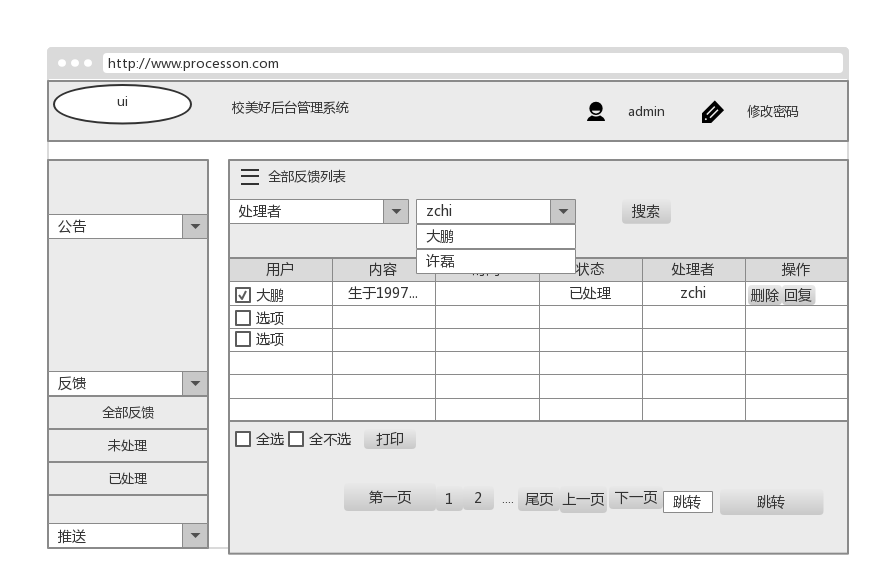 http://www.processon.com
ui
校美好后台管理系统
admin
修改密码
公告
反馈
全部反馈
未处理
已处理
推送
全部反馈列表
处理者
zchi
搜索
大鹏
许磊
用户 内容 状态 处理者 操作
大鹏 生于1997... 已处理 zchi 删除 回复
选项
选项
全选 全不选 打印
第一页 1 2 .... 尾页 上一页 下一页 跳转 跳转